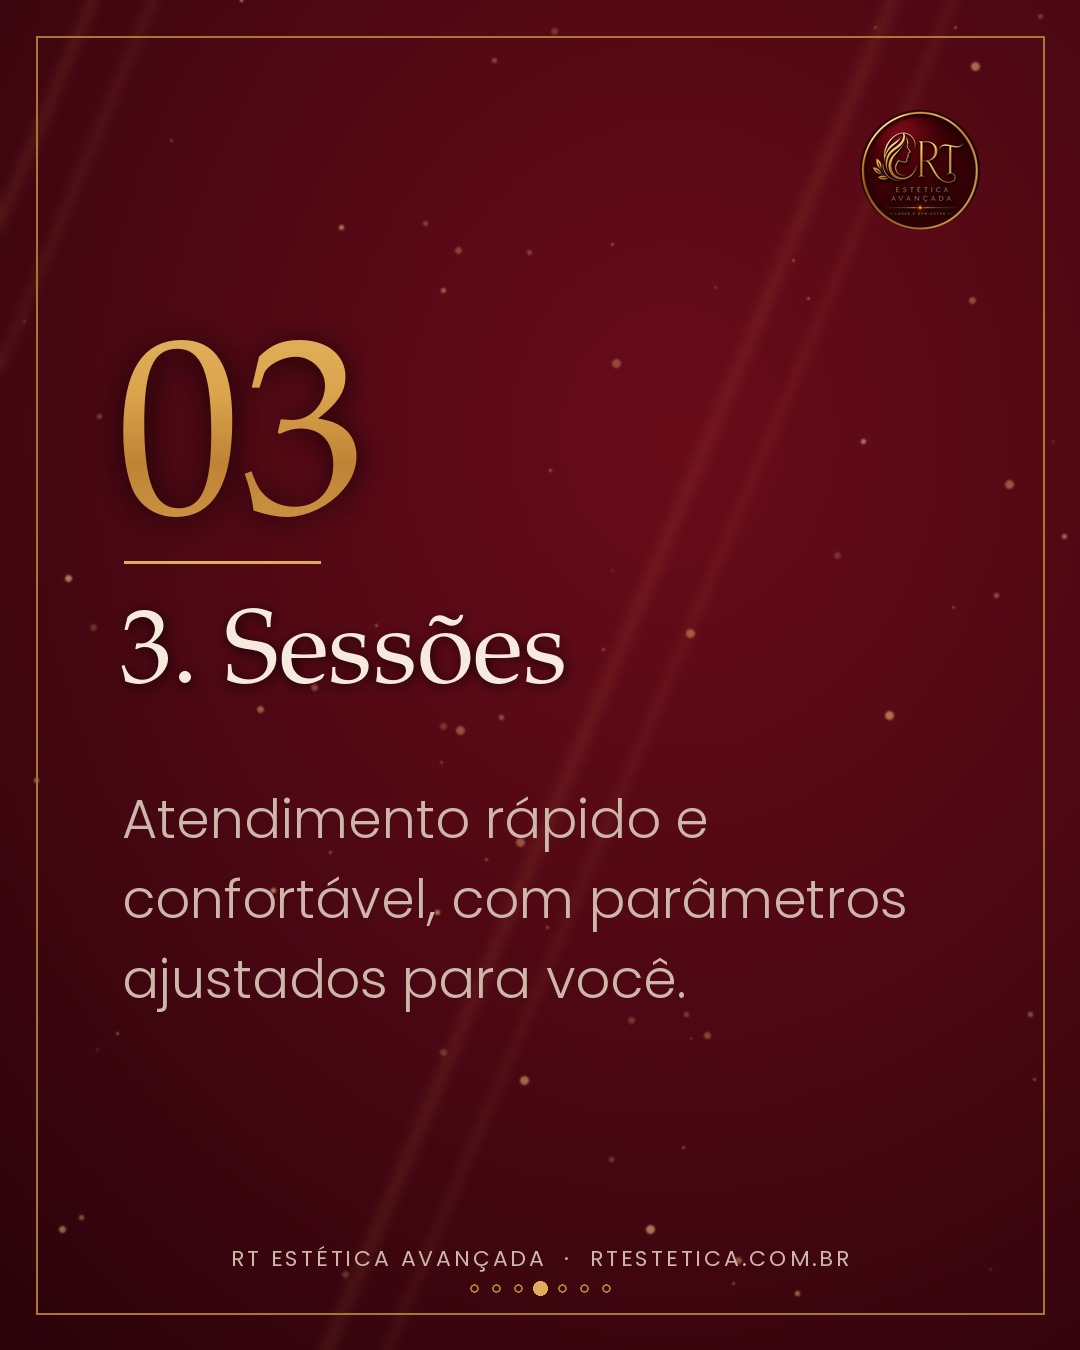 RT
ESTÉTICA
AVANÇADA
03
3. Sessões
Atendimento rápido e
confortável, com parâmetros
ajustados para você.
RT ESTÉTICA AVANÇADA · RTESTETICA.COM.BR